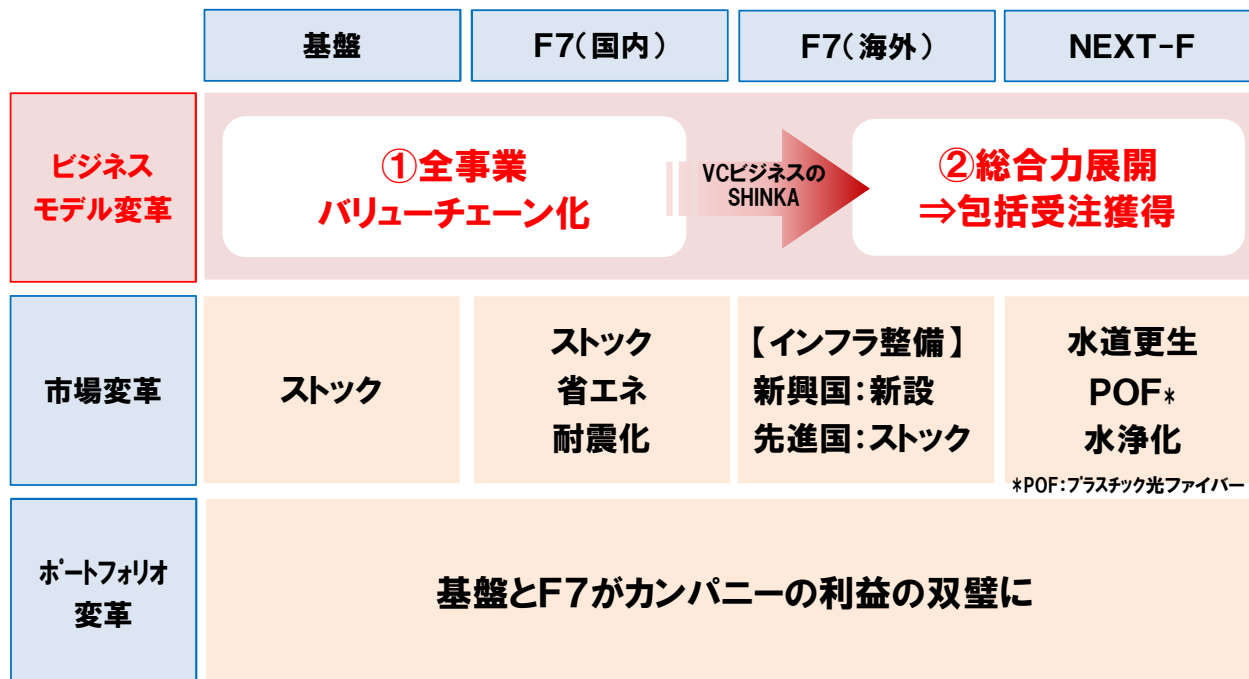 基盤
F7(国内)
F7(海外)
NEXT-F
ビジネス
モデル変革
①全事業
バリューチェーン化
VCビジネスの
SHINKA
②総合力展開
⇒包括受注獲得
市場変革
ストック
ストック
省エネ
耐震化
【インフラ整備】
新興国:新設
先進国:ストック
水道更生
POF*
水浄化
*POF:プラスチック光ファイバー
ポートフォリオ
変革
基盤とF7がカンパニーの利益の双璧に